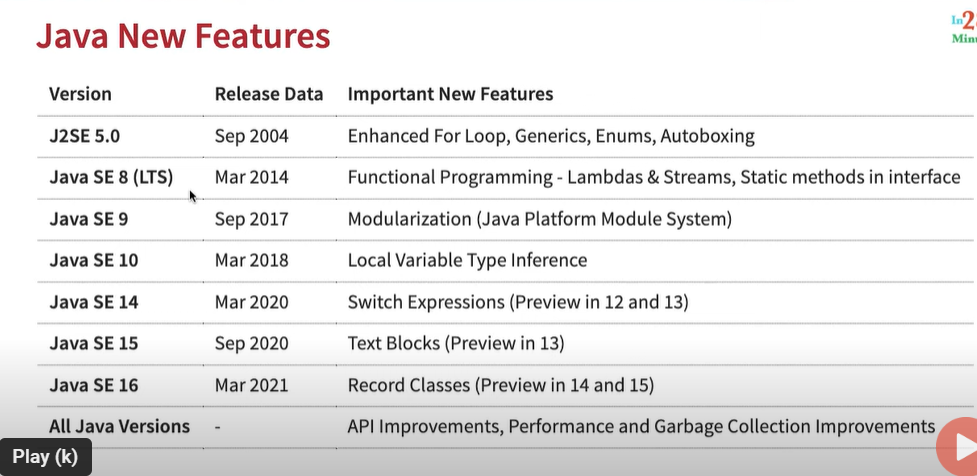 Java New Features
In2
Minu
Version Release Data Important New Features
J2SE 5.0 Sep 2004 Enhanced For Loop, Generics, Enums, Autoboxing
Java SE 8 (LTS) Mar 2014 Functional Programming - Lambdas & Streams, Static methods in interface
Java SE 9 Sep 2017 Modularization (Java Platform Module System)
Java SE 10 Mar 2018 Local Variable Type Inference
Java SE 14 Mar 2020 Switch Expressions (Preview in 12 and 13)
Java SE 15 Sep 2020 Text Blocks (Preview in 13)
Java SE 16 Mar 2021 Record Classes (Preview in 14 and 15)
All Java Versions - API Improvements, Performance and Garbage Collection Improvements
Play (k)